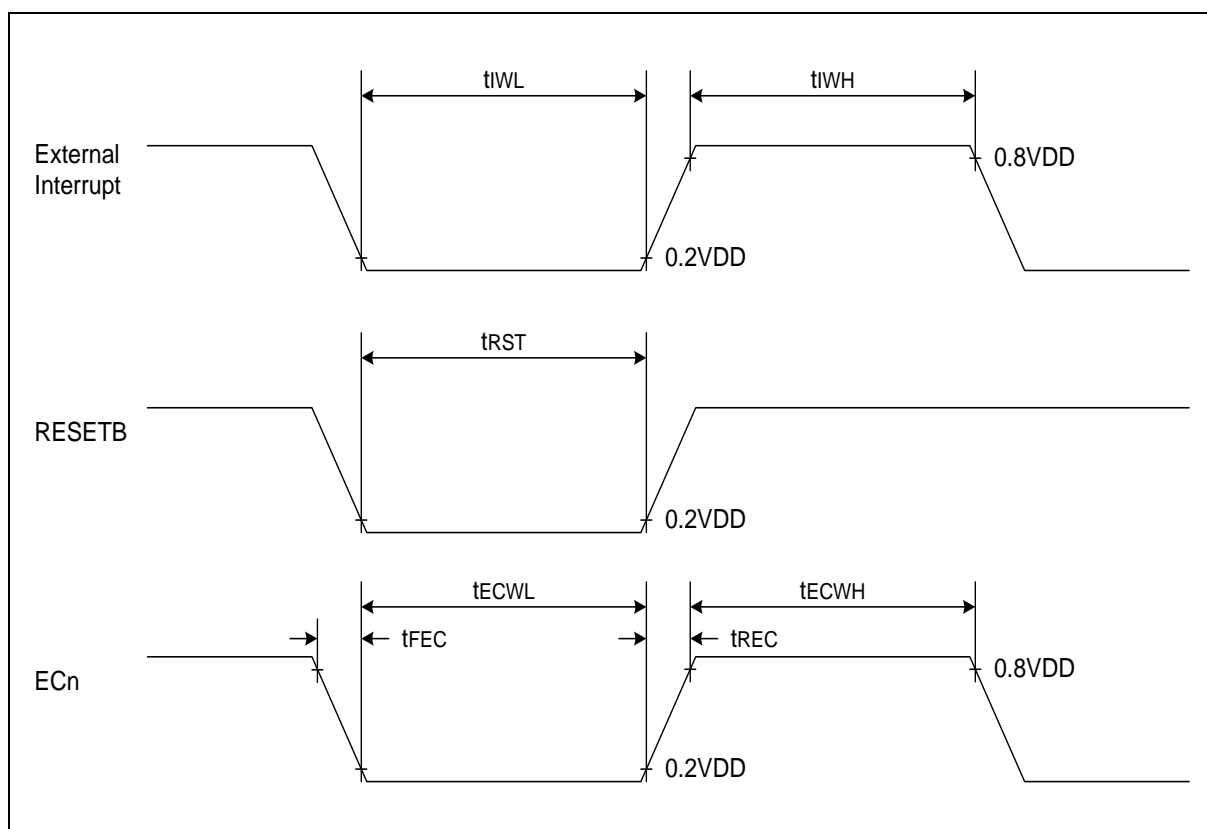 tIWL
tIWH
External
Interrupt
0.8VDD
0.2VDD
tRST
RESETB
0.2VDD
tECWL
tECWH
tFEC
tREC
ECn
0.8VDD
0.2VDD